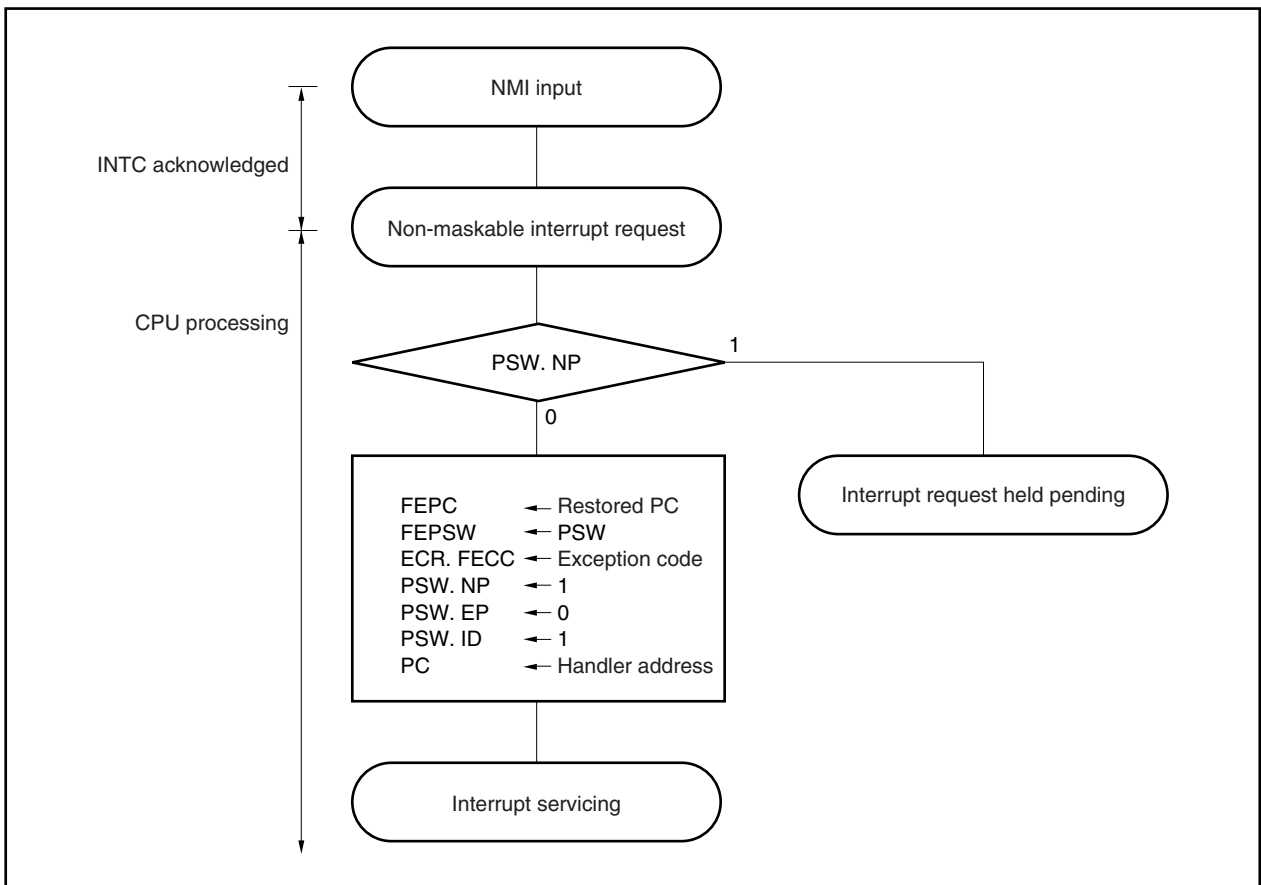 NMI input
INTC acknowledged
Non-maskable interrupt request
CPU processing
PSW. NP
1
0
FEPC ← Restored PC
FEPSW ← PSW
ECR. FECC ← Exception code
PSW. NP ← 1
PSW. EP ← 0
PSW. ID ← 1
PC ← Handler address
Interrupt request held pending
Interrupt servicing